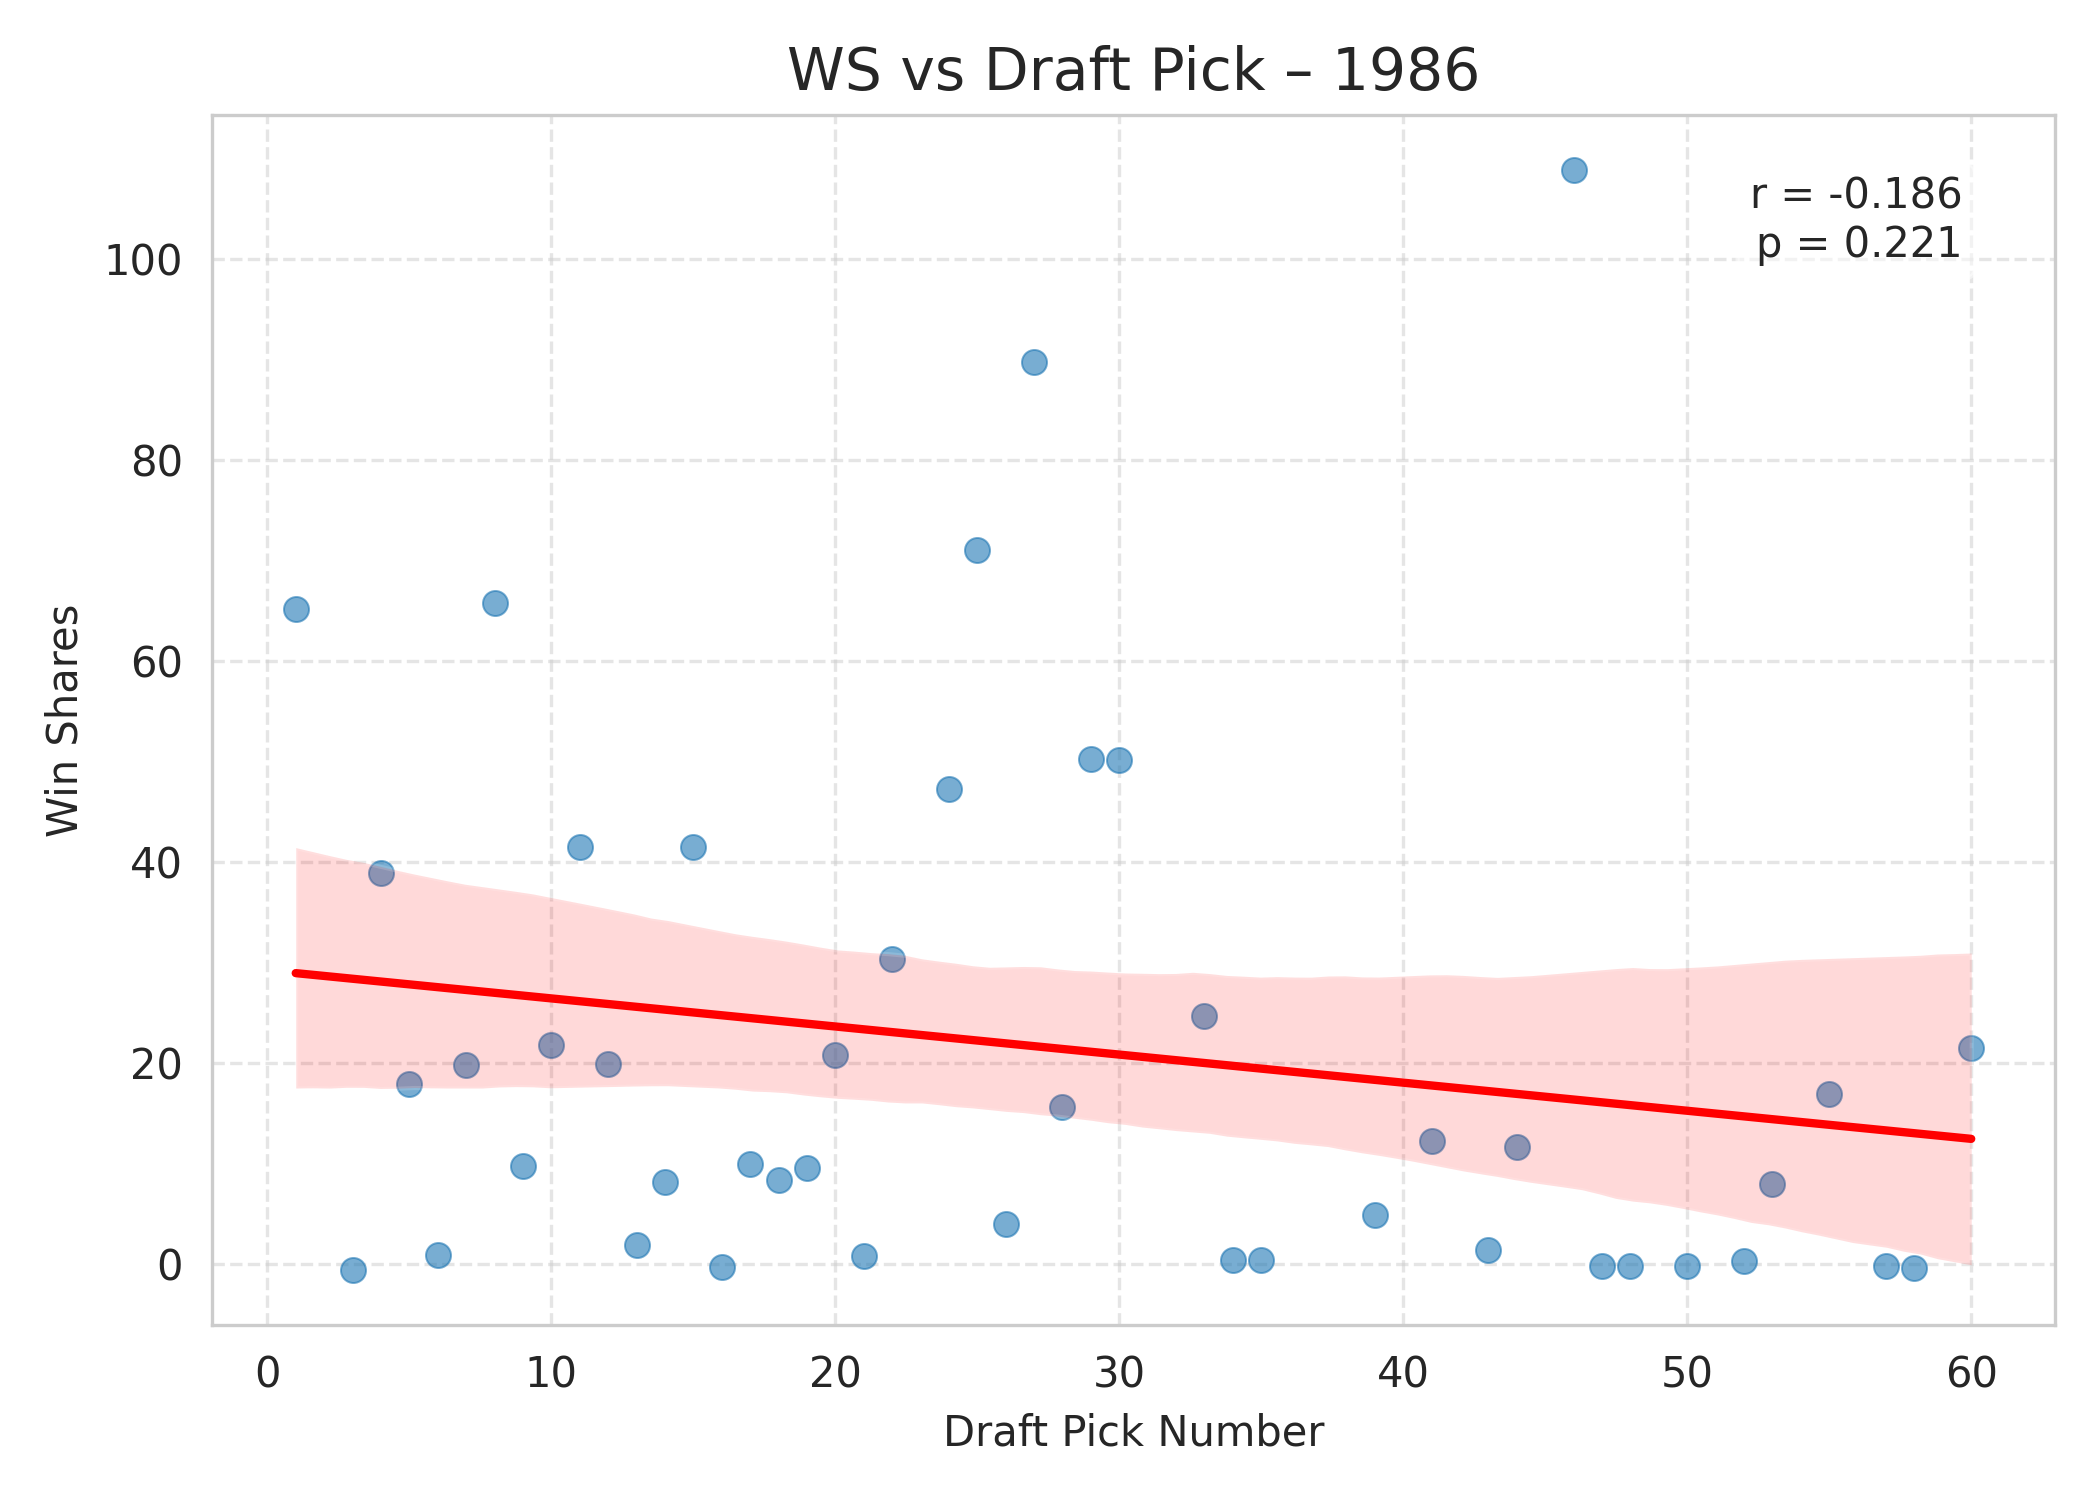 WS vs Draft Pick – 1986
r = -0.186
p = 0.221
Win Shares
100
80
60
40
20
0
0 10 20 30 40 50 60
Draft Pick Number